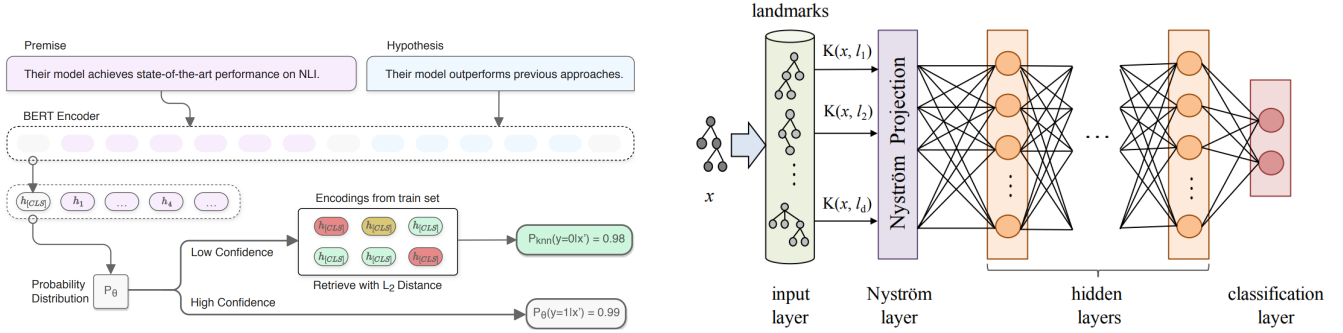 Premise
Hypothesis
Their model achieves state-of-the-art performance on NLI.
Their model outperforms previous approaches.
BERT Encoder
h[CLS]
h1
...
h4
...
Encodings from train set
h[CLS]
h[CLS]
h[CLS]
h[CLS]
h[CLS]
h[CLS]
Retrieve with L2 Distance
Low Confidence
High Confidence
Probability
Distribution
Pθ
Pknn(y=0|x') = 0.98
Pθ(y=1|x') = 0.99
landmarks
K(x, l1)
K(x, l2)
K(x, ld)
x
Nyström Projection
...
input
layer
Nyström
layer
hidden
layers
classification
layer